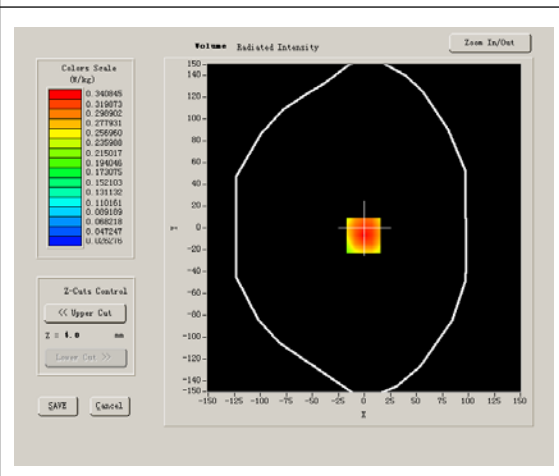 Volume Radiated Intensity
Zoom In/Out
Colors Scale
(W/kg)
0.340845
0.319873
0.298902
0.277931
0.256960
0.235988
0.215017
0.194046
0.173075
0.152103
0.131132
0.110161
0.089189
0.068218
0.047247
0.026276
150
140
120
100
80
60
40
20
0
-20
-40
-60
-80
-100
-120
-140
-150
Y
-150 -125 -100 -75 -50 -25 0 25 50 75 100 125 150
X
Z-Cuts Control
<< Upper Cut
Z = 4.0 mm
Lower Cut >>
SAVE Cancel